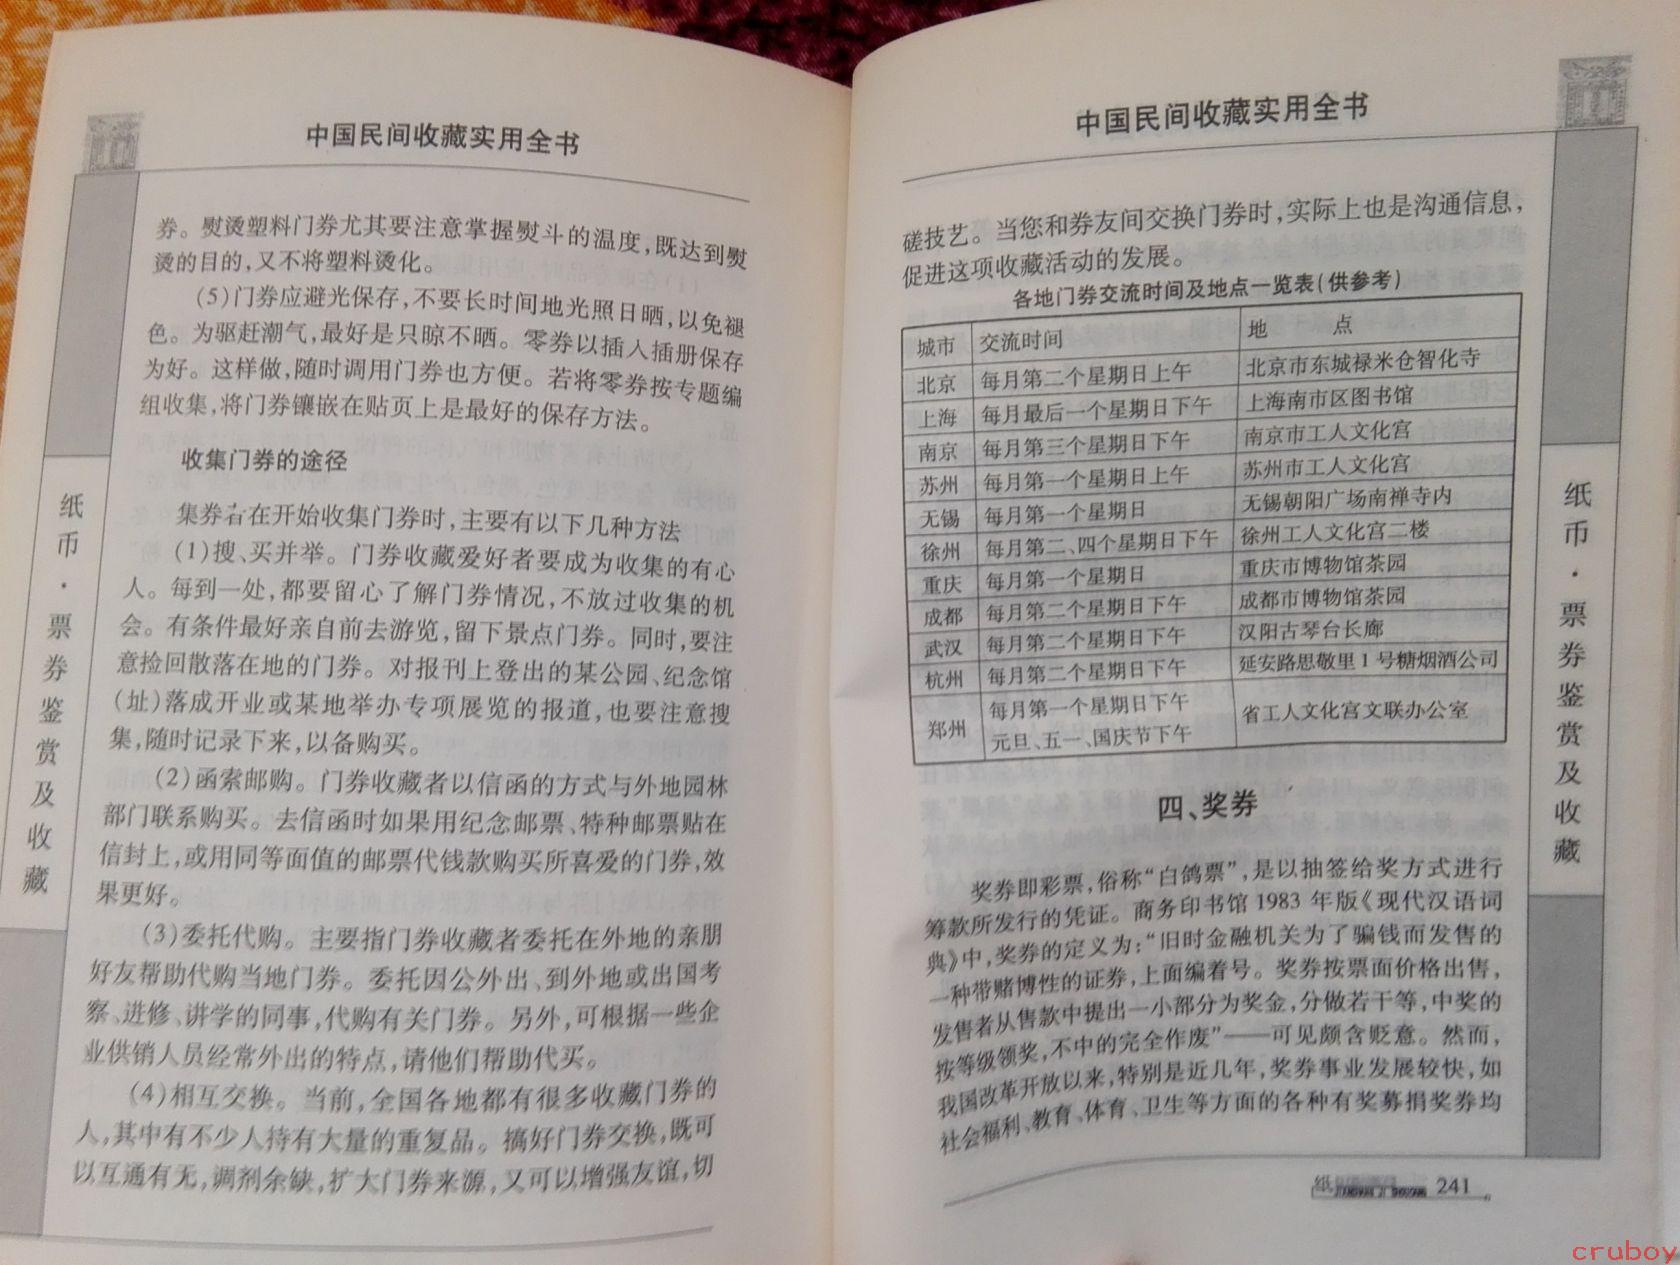 中国民间收藏实用全书
券。熨烫塑料门券尤其要注意掌握熨斗的温度,既达到熨
烫的目的,又不将塑料烫化。
(5)门券应避光保存,不要长时间地光照日晒,以免褪
色。为驱赶潮气,最好是只晾不晒。零券以插入插册保存
为好。这样做,随时调用门券也方便。若将零券按专题编
组收集,将门券镶嵌在贴页上是最好的保存方法。
收集门券的途径
集券者在开始收集门券时,主要有以下几种方法
(1)搜、买并举。门券收藏爱好者要成为收集的有心
人。每到一处,都要留心了解门券情况,不放过收集的机
会。有条件最好亲自前去游览,留下景点门券。同时,要注
意捡回散落在地的门券。对报刊上登出的某公园、纪念馆
(址)落成开业或某地举办专项展览的报道,也要注意搜
集,随时记录下来,以备购买。
(2)函索邮购。门券收藏者以信函的方式与外地园林
部门联系购买。去信函时如果用纪念邮票、特种邮票贴在
信封上,或用同等面值的邮票代钱款购买所喜爱的门券,效
果更好。
(3)委托代购。主要指门券收藏者委托在外地的亲朋
好友帮助代购当地门券。委托因公外出、到外地或出国考
察、进修、讲学的同事,代购有关门券。另外,可根据一些企
业供销人员经常外出的特点,请他们帮助代买。
(4)相互交换。当前,全国各地都有很多收藏门券的
人,其中有不少人持有大量的重复品。搞好门券交换,既可
以互通有无,调剂余缺,扩大门券来源,又可以增强友谊,切
纸币·票券鉴赏及收藏
中国民间收藏实用全书
磋技艺。当您和券友间交换门券时,实际上也是沟通信息,
促进这项收藏活动的发展。
各地门券交流时间及地点一览表(供参考)
城市 交流时间 地 点
北京 每月第二个星期日上午 北京市东城禄米仓智化寺
上海 每月最后一个星期日下午 上海南市区图书馆
南京 每月第三个星期日下午 南京市工人文化宫
苏州 每月第一个星期日上午 苏州市工人文化宫
无锡 每月第一个星期日 无锡朝阳广场南禅寺内
徐州 每月第二、四个星期日下午 徐州工人文化宫二楼
重庆 每月第一个星期日 重庆市博物馆茶园
成都 每月第二个星期日下午 成都市博物馆茶园
武汉 每月第二个星期日下午 汉阳古琴台长廊
杭州 每月第二个星期日下午 延安路思敬里1号糖烟酒公司
郑州 每月第一个星期日下午 省工人文化宫文联办公室
元旦、五一、国庆节下午
四、奖券
奖券即彩票,俗称“白鸽票”,是以抽签给奖方式进行
筹款所发行的凭证。商务印书馆1983年版《现代汉语词
典》中,奖券的定义为:“旧时金融机关为了骗钱而发售的
一种带赌博性的证券,上面编着号。奖券按票面价格出售,
发售者从售款中提出一小部分为奖金,分做若干等,中奖的
按等级领奖,不中的完全作废”——可见颇含贬意。然而,
我国改革开放以来,特别是近几年,奖券事业发展较快,如
社会福利、教育、体育、卫生等方面的各种有奖募捐奖券均
纸币·票券鉴赏及收藏
纸
241
cruboy